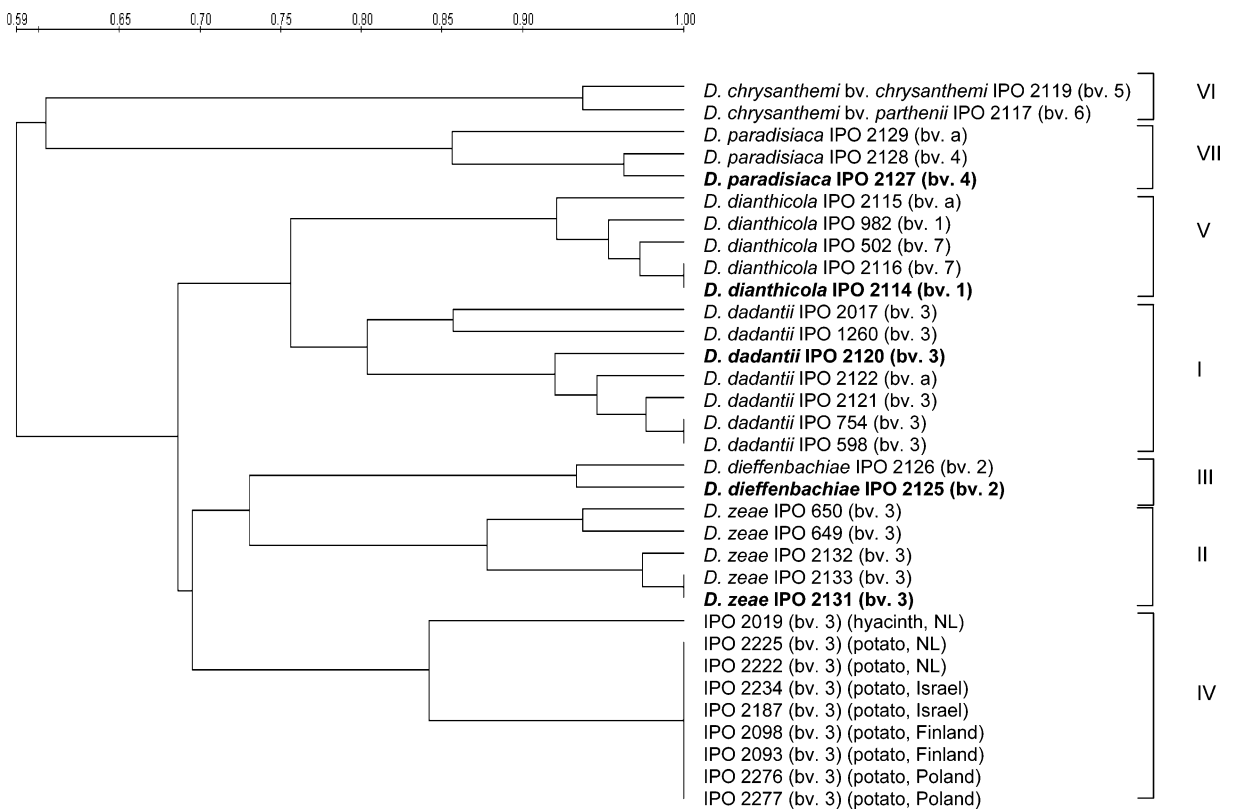 0.59 0.65 0.70 0.75 0.80 0.85 0.90 1.00
D. chrysanthemi bv. chrysanthemi IPO 2119 (bv. 5)
VI
D. chrysanthemi bv. parthenii IPO 2117 (bv. 6)
D. paradisiaca IPO 2129 (bv. a)
D. paradisiaca IPO 2128 (bv. 4)
VII
D. paradisiaca IPO 2127 (bv. 4)
D. dianthicola IPO 2115 (bv. a)
D. dianthicola IPO 982 (bv. 1)
V
D. dianthicola IPO 502 (bv. 7)
D. dianthicola IPO 2116 (bv. 7)
D. dianthicola IPO 2114 (bv. 1)
D. dadantii IPO 2017 (bv. 3)
D. dadantii IPO 1260 (bv. 3)
D. dadantii IPO 2120 (bv. 3)
I
D. dadantii IPO 2122 (bv. a)
D. dadantii IPO 2121 (bv. 3)
D. dadantii IPO 754 (bv. 3)
D. dadantii IPO 598 (bv. 3)
D. dieffenbachiae IPO 2126 (bv. 2)
III
D. dieffenbachiae IPO 2125 (bv. 2)
D. zeae IPO 650 (bv. 3)
D. zeae IPO 649 (bv. 3)
D. zeae IPO 2132 (bv. 3)
II
D. zeae IPO 2133 (bv. 3)
D. zeae IPO 2131 (bv. 3)
IPO 2019 (bv. 3) (hyacinth, NL)
IPO 2225 (bv. 3) (potato, NL)
IPO 2222 (bv. 3) (potato, NL)
IPO 2234 (bv. 3) (potato, Israel)
IV
IPO 2187 (bv. 3) (potato, Israel)
IPO 2098 (bv. 3) (potato, Finland)
IPO 2093 (bv. 3) (potato, Finland)
IPO 2276 (bv. 3) (potato, Poland)
IPO 2277 (bv. 3) (potato, Poland)